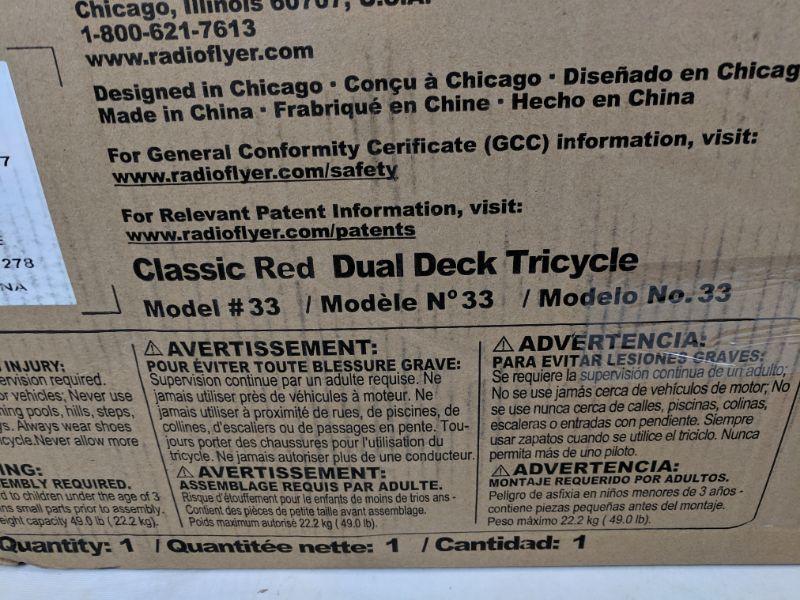 Chicago, Illinois 60707, U.S.A.
1-800-621-7613
www.radioflyer.com
Designed in Chicago · Conçu à Chicago · Diseñado en Chicag
Made in China · Frabriqué en Chine · Hecho en China
For General Conformity Cerificate (GCC) information, visit:
www.radioflyer.com/safety
For Relevant Patent Information, visit:
www.radioflyer.com/patents
7
278
NA
Classic Red Dual Deck Tricycle
Model #33 / Modèle Nº 33 / Modelo No. 33
INJURY:
ervision required.
or vehicles; Never use
ning pools, hills, steps,
ys. Always wear shoes
icycle. Never allow more
ING:
EMBLY REQUIRED.
d to children under the age of 3
ns small parts prior to assembly.
eight capacity 49.0 lb (22.2 kg).
⚠ AVERTISSEMENT:
POUR ÉVITER TOUTE BLESSURE GRAVE:
Supervision continue par un adulte requise. Ne
jamais utiliser près de véhicules à moteur. Ne
jamais utiliser à proximité de rues, de piscines, de
collines, d'escaliers ou de passages en pente. Tou-
jours porter des chaussures pour l'utilisation du
tricycle. Ne jamais autoriser plus de une conducteur.
⚠ AVERTISSEMENT:
ASSEMBLAGE REQUIS PAR ADULTE.
Risque d'étouffement pour le enfants de moins de trios ans -
Contient des pièces de petite taille avant assemblage.
Poids maximum autorisé 22.2 kg ( 49.0 lb).
⚠ ADVERTENCIA:
PARA EVITAR LESIONES GRAVES:
Se requiere la supervisión continua de un adulto;
No se use jamás cerca de vehículos de motor; No
se use nunca cerca de calles, piscinas, colinas,
escaleras o entradas con pendiente. Siempre
usar zapatos cuando se utilice el triciclo. Nunca
permita más de uno piloto.
⚠ ADVERTENCIA:
MONTAJE REQUERIDO POR ADULTOS.
Peligro de asfixia en niños menores de 3 años -
contiene piezas pequeñas antes del montaje.
Peso máximo 22.2 kg ( 49.0 lb).
Quantity: 1 / Quantitée nette: 1 / Cantidad: 1